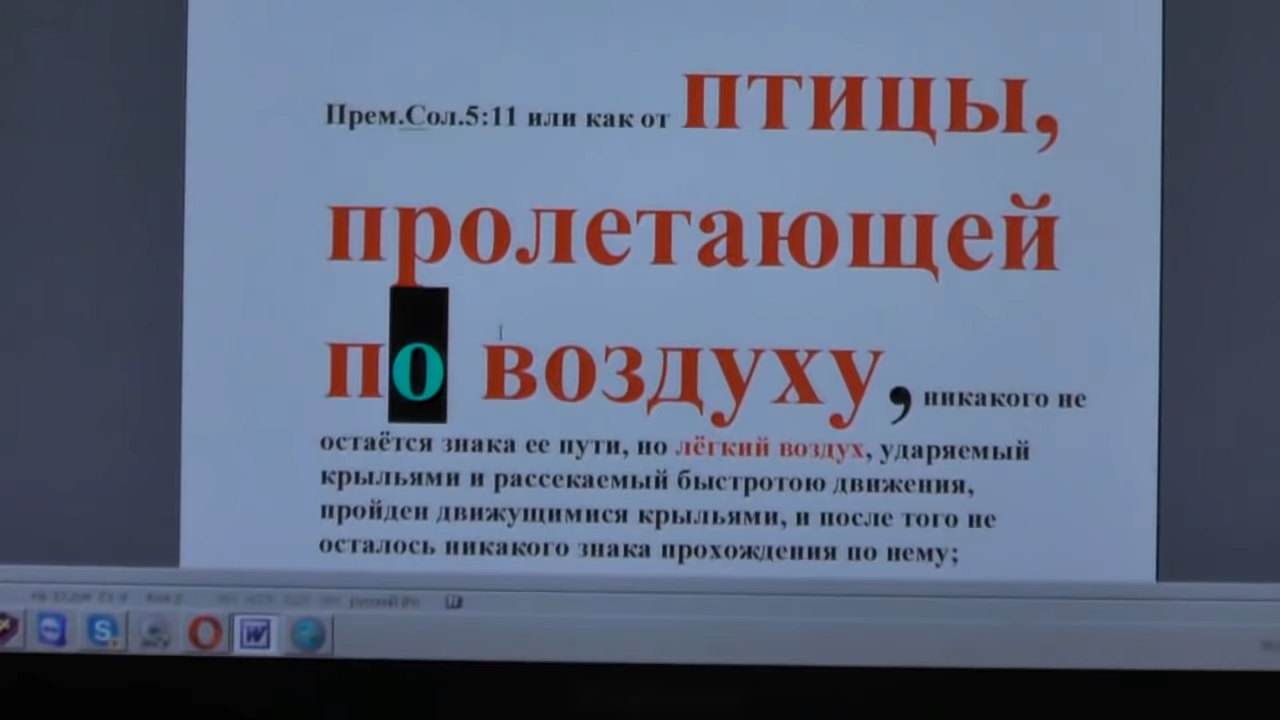 Прем.Сол.5:11 или как от птицы,
пролетающей
по воздуху, никакого не
остаётся знака ее пути, но лёгкий воздух, ударяемый
крыльями и рассекаемый быстротою движения,
пройден движущимися крыльями, и после того не
осталось никакого знака прохождения по нему;